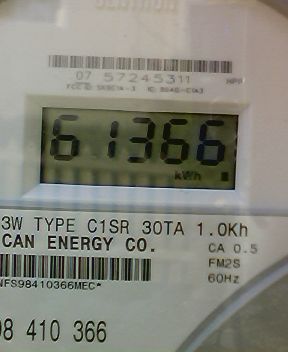 CENTRON
07 57245311
61366
kWh
3W TYPE C1SR 30TA 1.0Kh
CAN ENERGY CO.
CA 0.5
FM2S
60Hz
NFS98410366MEC*
98 410 366